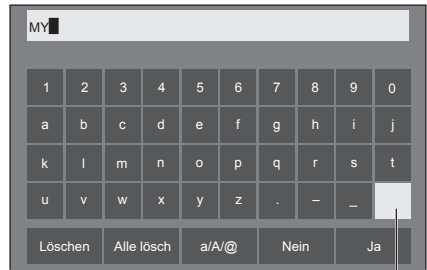 MY
1 2 3 4 5 6 7 8 9 0
a b c d e f g h i j
k l m n o p q r s t
u v w x y z . – _
Löschen Alle lösch a/A/@ Nein Ja